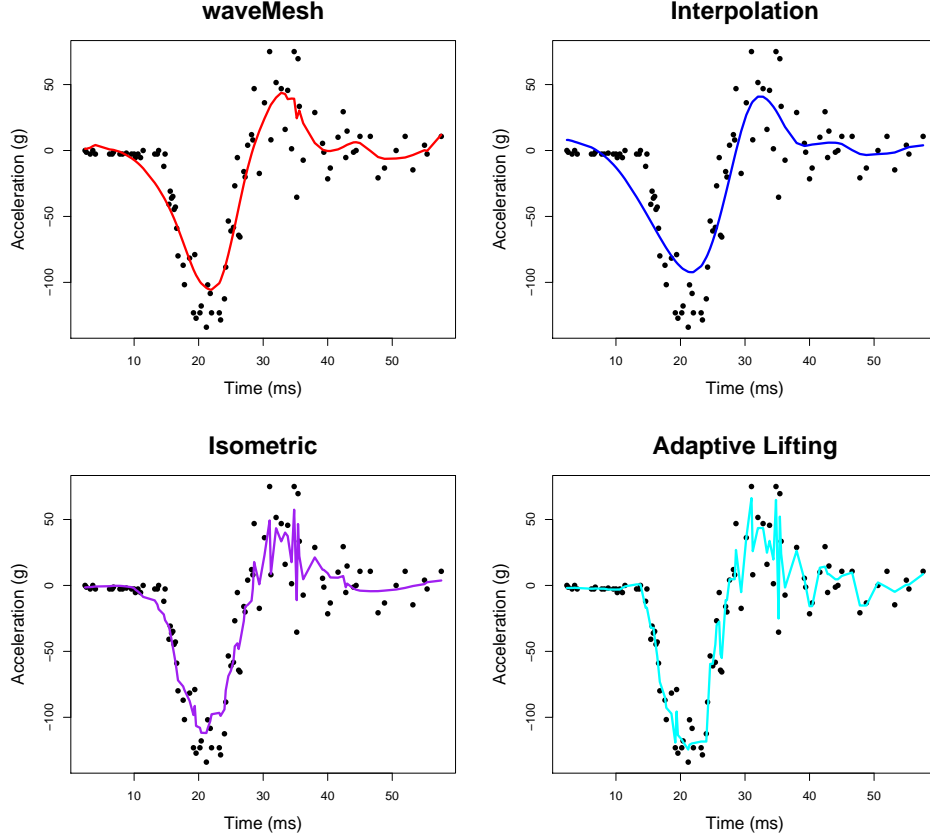 waveMesh
Acceleration (g)
50
0
−50
−100
10 20 30 40 50
Time (ms)
Interpolation
Acceleration (g)
50
0
−50
−100
10 20 30 40 50
Time (ms)
Isometric
Acceleration (g)
50
0
−50
−100
10 20 30 40 50
Time (ms)
Adaptive Lifting
Acceleration (g)
50
0
−50
−100
10 20 30 40 50
Time (ms)